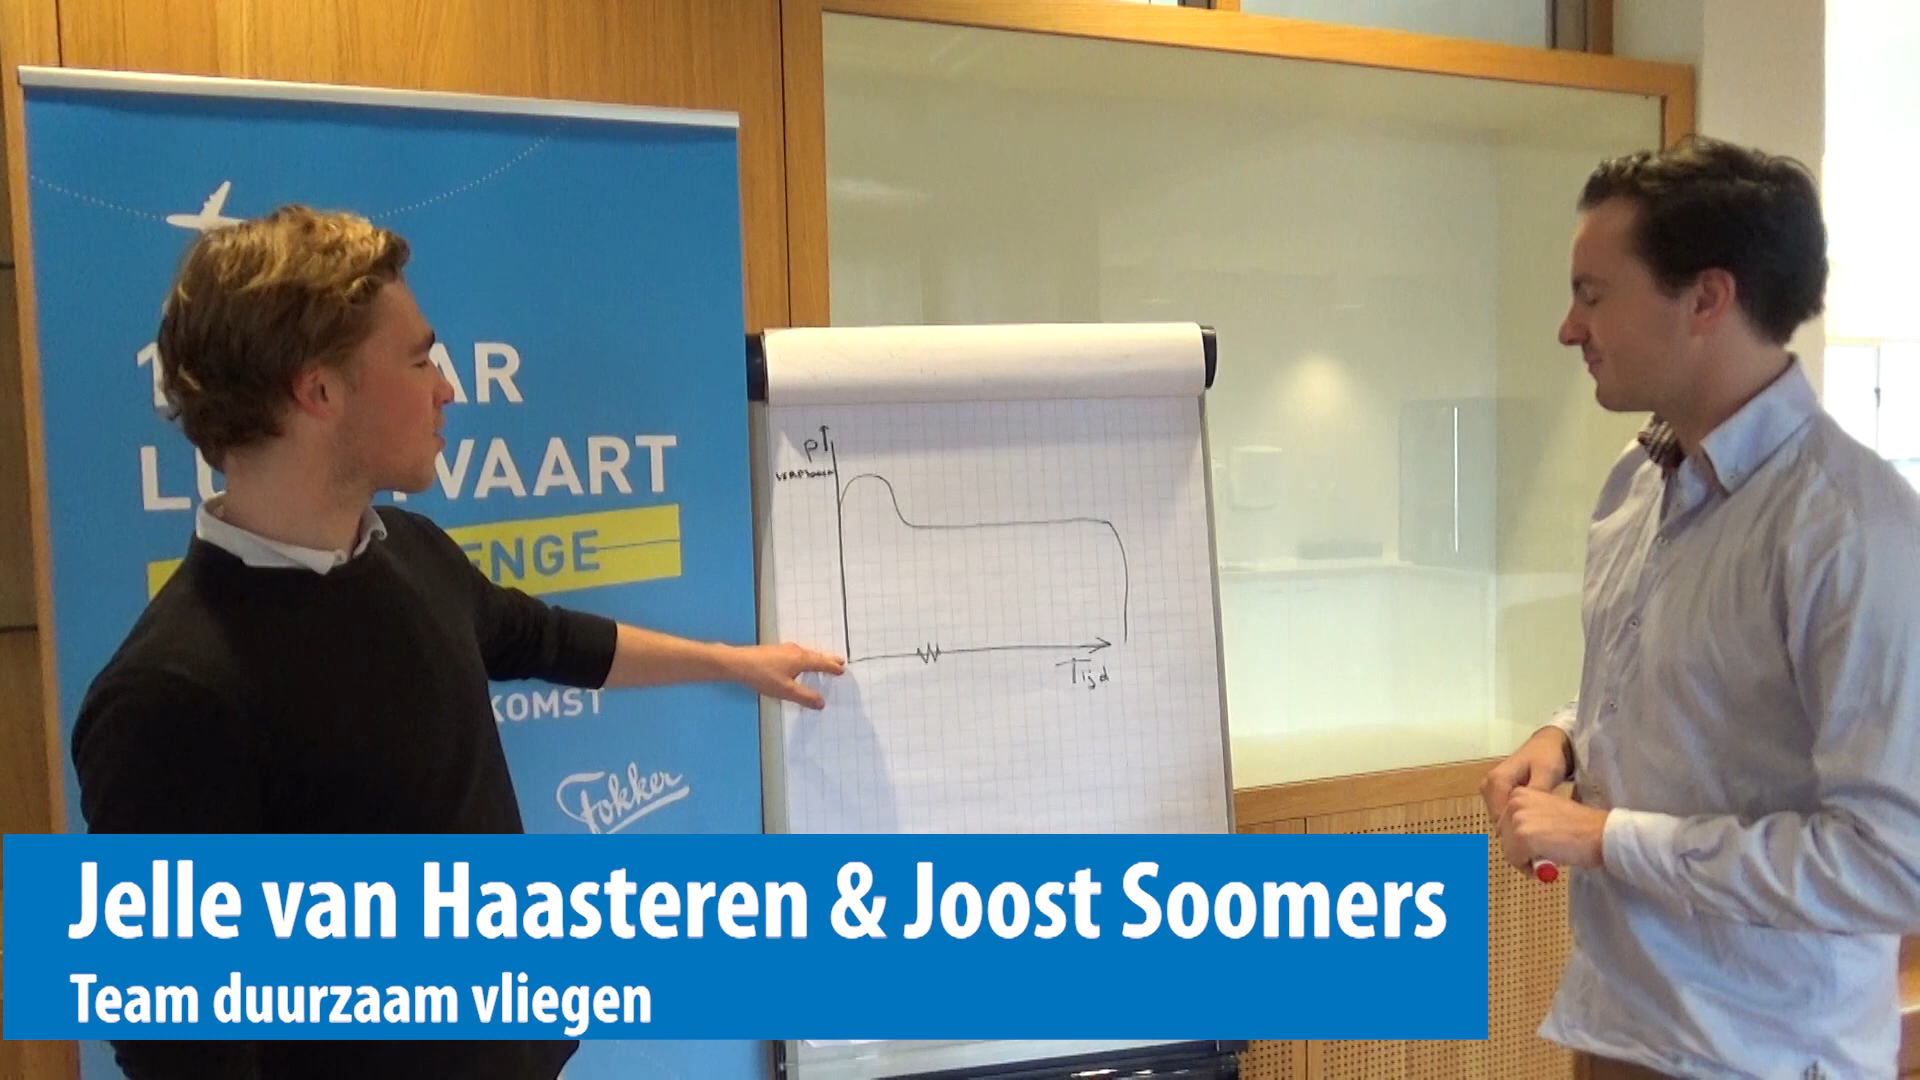 AR
VAART
ENGE
KOMST
Fokker
P
Tijd
Jelle van Haasteren & Joost Soomers
Team duurzaam vliegen